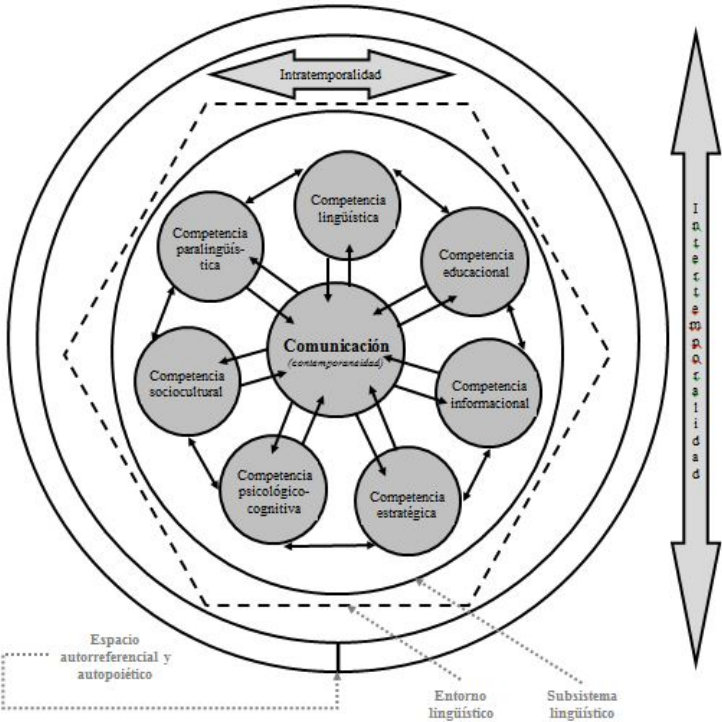 Intratemporalidad
Competencia
lingüística
Competencia
paralingüís-
tica
Competencia
educacional
Comunicación
(contemporaneidad)
Competencia
sociocultural
Competencia
informacional
Competencia
psicológico-
cognitiva
Competencia
estratégica
Intertemporalidad
Espacio
autorreferencial y
autopoiético
Entorno
lingüístico
Subsistema
lingüístico